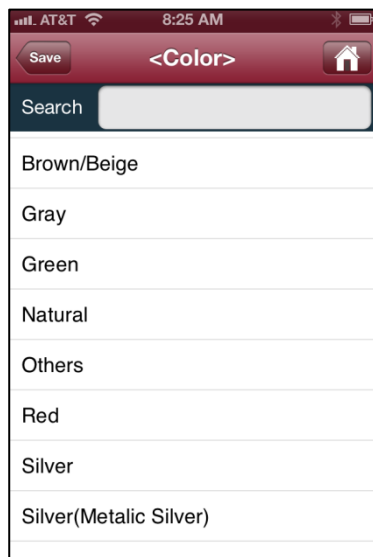 AT&T 8:25 AM
Save <Color>
Search
Brown/Beige
Gray
Green
Natural
Others
Red
Silver
Silver(Metalic Silver)